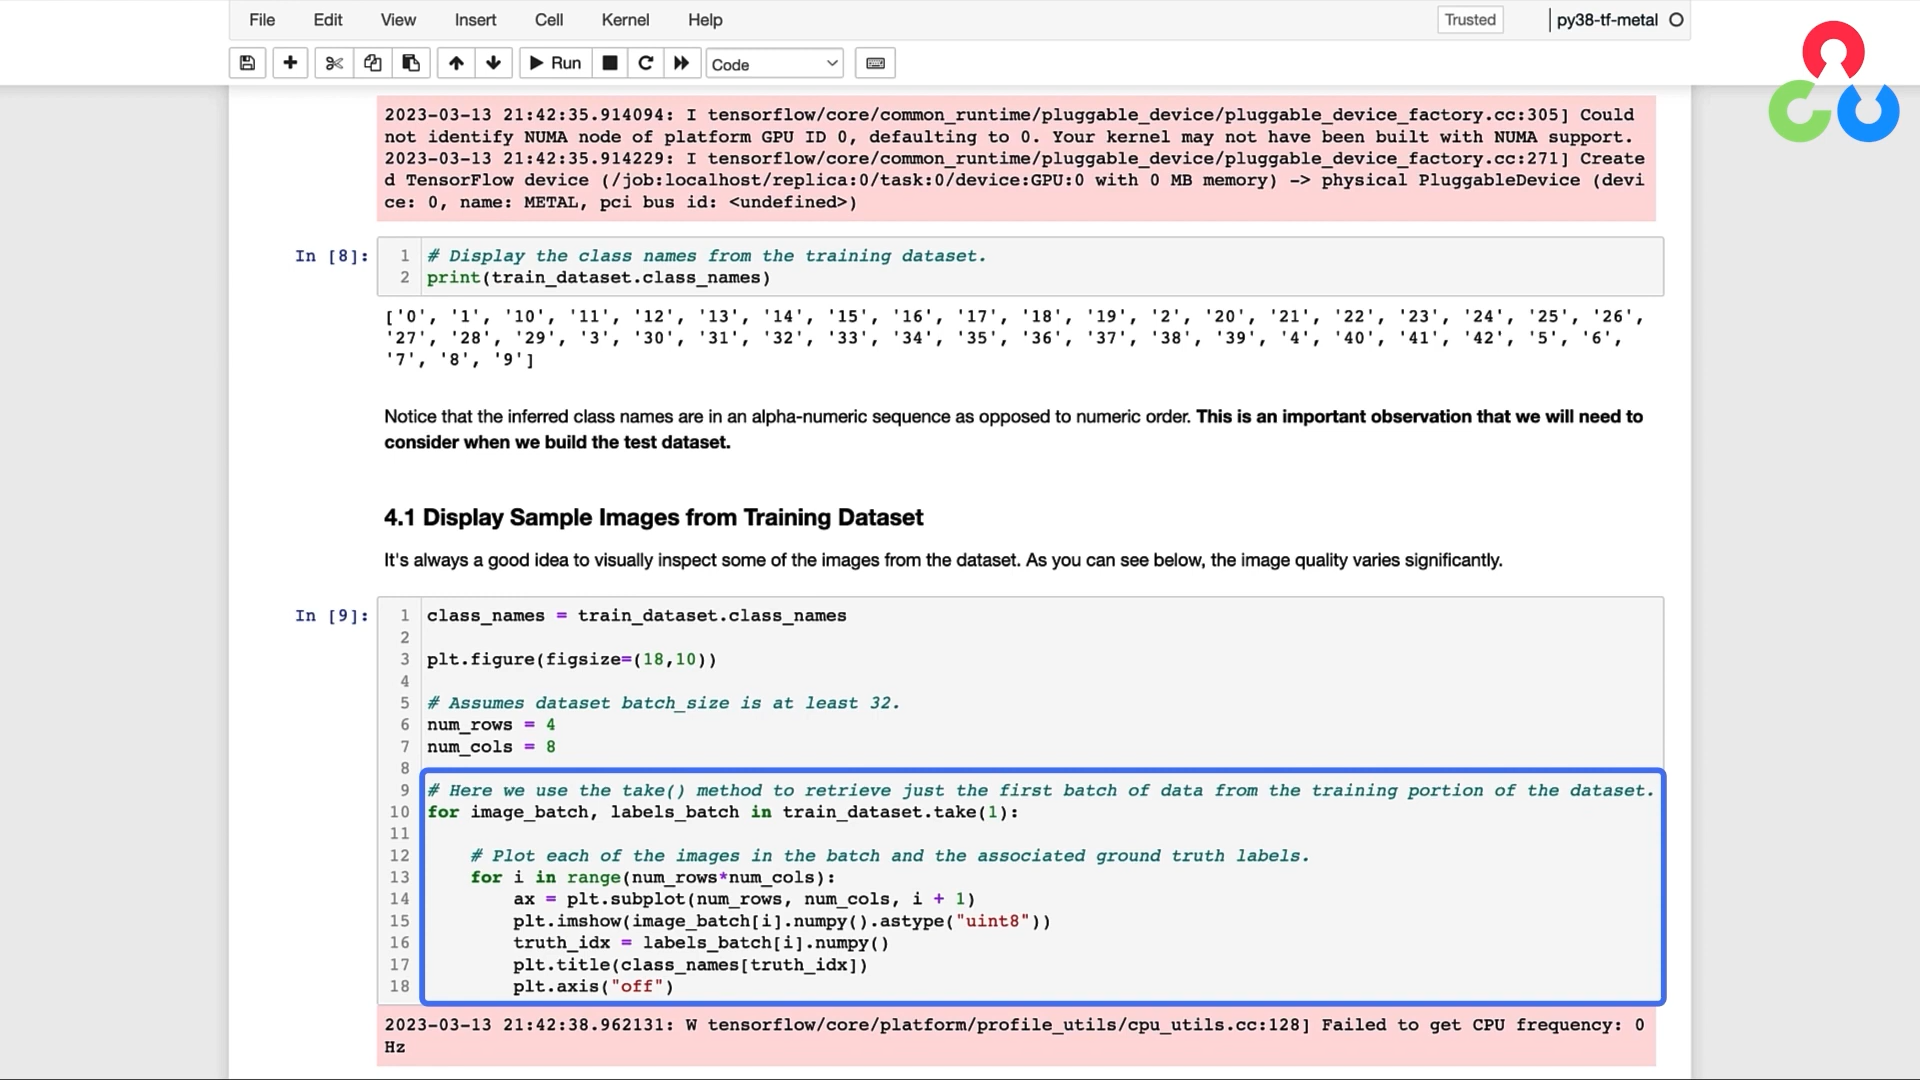 File Edit View Insert Cell Kernel Help Trusted py38-tf-metal
Run Code
2023-03-13 21:42:35.914094: I tensorflow/core/common_runtime/pluggable_device/pluggable_device_factory.cc:305] Could
not identify NUMA node of platform GPU ID 0, defaulting to 0. Your kernel may not have been built with NUMA support.
2023-03-13 21:42:35.914229: I tensorflow/core/common_runtime/pluggable_device/pluggable_device_factory.cc:271] Create
d TensorFlow device (/job:localhost/replica:0/task:0/device:GPU:0 with 0 MB memory) -> physical PluggableDevice (devi
ce: 0, name: METAL, pci bus id: <undefined>)
In [8]: 1 # Display the class names from the training dataset.
2 print(train_dataset.class_names)
['0', '1', '10', '11', '12', '13', '14', '15', '16', '17', '18', '19', '2', '20', '21', '22', '23', '24', '25', '26',
'27', '28', '29', '3', '30', '31', '32', '33', '34', '35', '36', '37', '38', '39', '4', '40', '41', '42', '5', '6',
'7', '8', '9']
Notice that the inferred class names are in an alpha-numeric sequence as opposed to numeric order. This is an important observation that we will need to
consider when we build the test dataset.
4.1 Display Sample Images from Training Dataset
It's always a good idea to visually inspect some of the images from the dataset. As you can see below, the image quality varies significantly.
In [9]: 1 class_names = train_dataset.class_names
2
3 plt.figure(figsize=(18,10))
4
5 # Assumes dataset batch_size is at least 32.
6 num_rows = 4
7 num_cols = 8
8
9 # Here we use the take() method to retrieve just the first batch of data from the training portion of the dataset.
10 for image_batch, labels_batch in train_dataset.take(1):
11
12 # Plot each of the images in the batch and the associated ground truth labels.
13 for i in range(num_rows*num_cols):
14 ax = plt.subplot(num_rows, num_cols, i + 1)
15 plt.imshow(image_batch[i].numpy().astype("uint8"))
16 truth_idx = labels_batch[i].numpy()
17 plt.title(class_names[truth_idx])
18 plt.axis("off")
2023-03-13 21:42:38.962131: W tensorflow/core/platform/profile_utils/cpu_utils.cc:128] Failed to get CPU frequency: 0
Hz